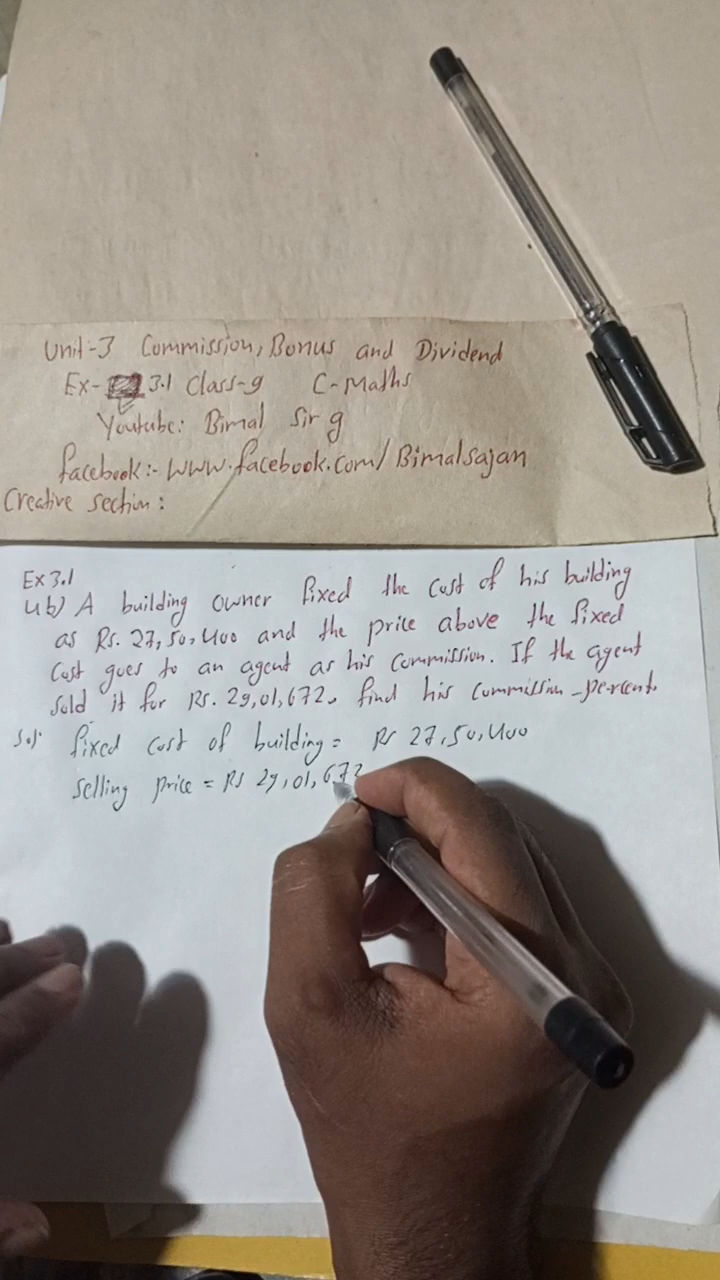 Unit-3 Commission, Bonus and Dividend
Ex- 3.1 Class-9 C-Maths
Youtube: Bimal Sir g
facebook:- www.facebook.com/Bimalsajan
Creative section:
Ex 3.1
4b) A building owner fixed the cost of his building
as Rs. 27,50,400 and the price above the fixed
cost goes to an agent as his commission. If the agent
sold it for Rs. 29,01,672, find his commission percent.
Solⁿ fixed cost of building = Rs 27,50,400
selling price = Rs 29,01,672